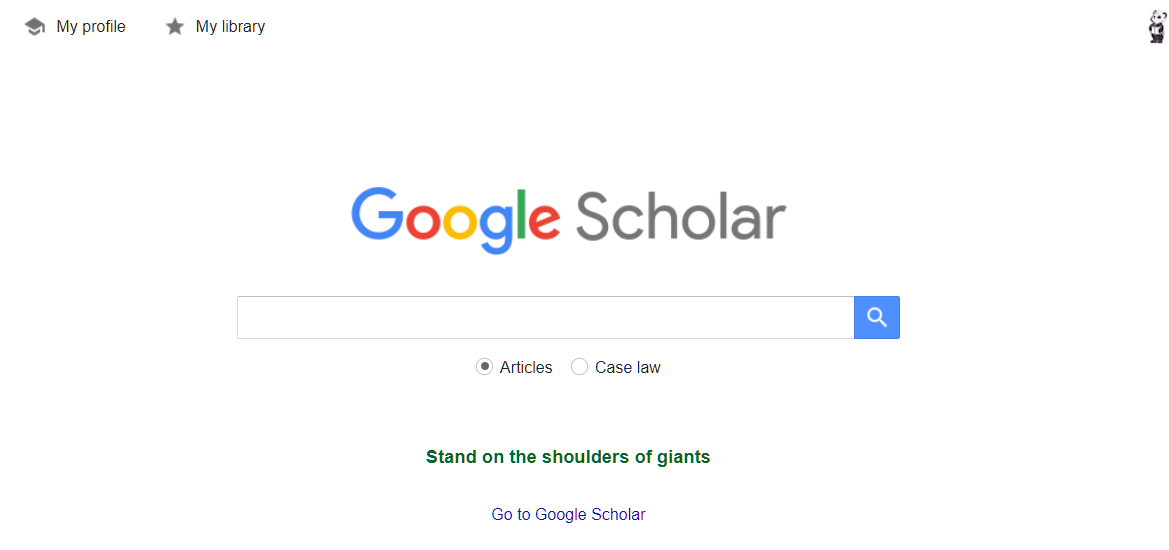 My profile
My library
Google Scholar
Articles
Case law
Stand on the shoulders of giants
Go to Google Scholar